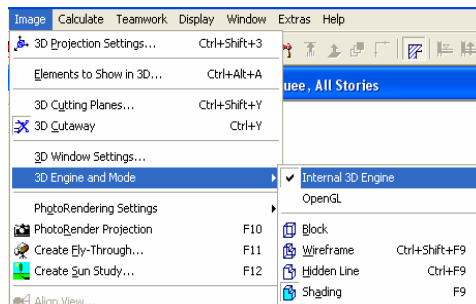 Image Calculate Teamwork Display Window Extras Help
3D Projection Settings... Ctrl+Shift+3
Elements to Show in 3D... Ctrl+Alt+A
uee, All Stories
3D Cutting Planes... Ctrl+Shift+Y
3D Cutaway Ctrl+Y
3D Window Settings...
3D Engine and Mode
Internal 3D Engine
OpenGL
PhotoRendering Settings
PhotoRender Projection F10
Block
Create Fly-Through... F11
Wireframe Ctrl+Shift+F9
Create Sun Study... F12
Hidden Line Ctrl+F9
Align View...
Shading F9